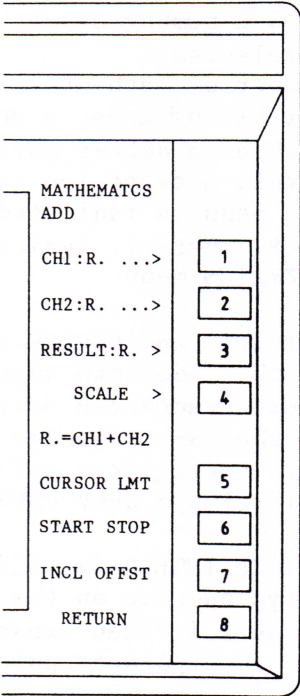 MATHEMATCS
ADD
CH1:R. ...> 1
CH2:R. ...> 2
RESULT:R. > 3
SCALE > 4
R.=CH1+CH2
CURSOR LMT 5
START STOP 6
INCL OFFST 7
RETURN 8